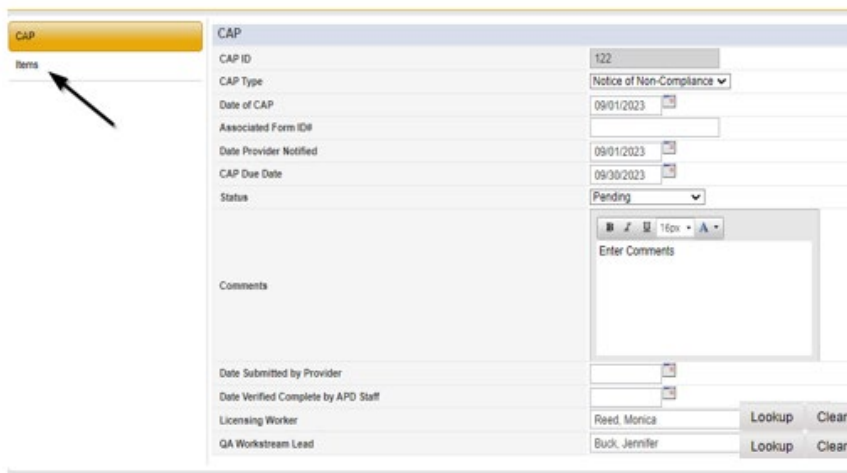 CAP
CAP
Items
CAP ID 122
CAP Type Notice of Non-Compliance
Date of CAP 09/01/2023
Associated Form ID#
Date Provider Notified 09/01/2023
CAP Due Date 09/30/2023
Status Pending
B I U 16px A
Enter Comments
Comments
Date Submitted by Provider
Date Verified Complete by APD Staff
Licensing Worker Reed, Monica Lookup Clear
QA Workstream Lead Buck, Jennifer Lookup Clear